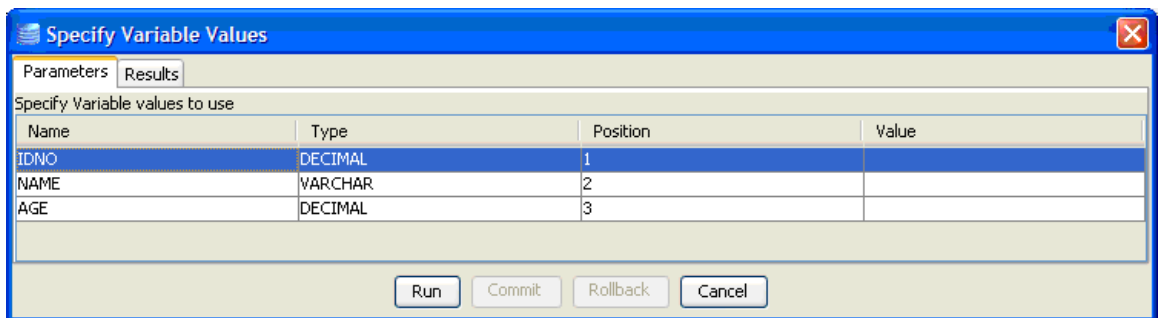 Specify Variable Values
Parameters Results
Specify Variable values to use
Name Type Position Value
IDNO DECIMAL 1
NAME VARCHAR 2
AGE DECIMAL 3
Run Commit Rollback Cancel